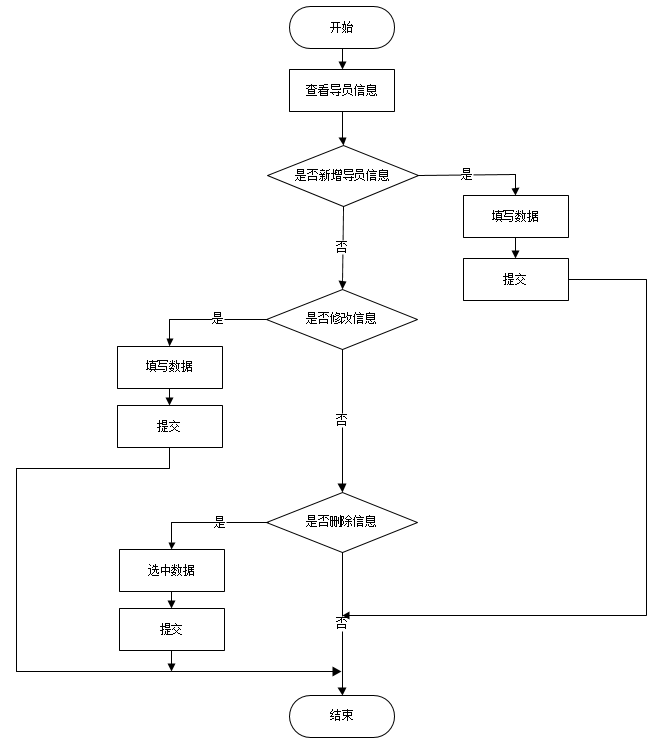 开始
查看导员信息
是否新增导员信息
是
填写数据
提交
否
是否修改信息
是
填写数据
提交
否
是否删除信息
是
选中数据
提交
否
结束